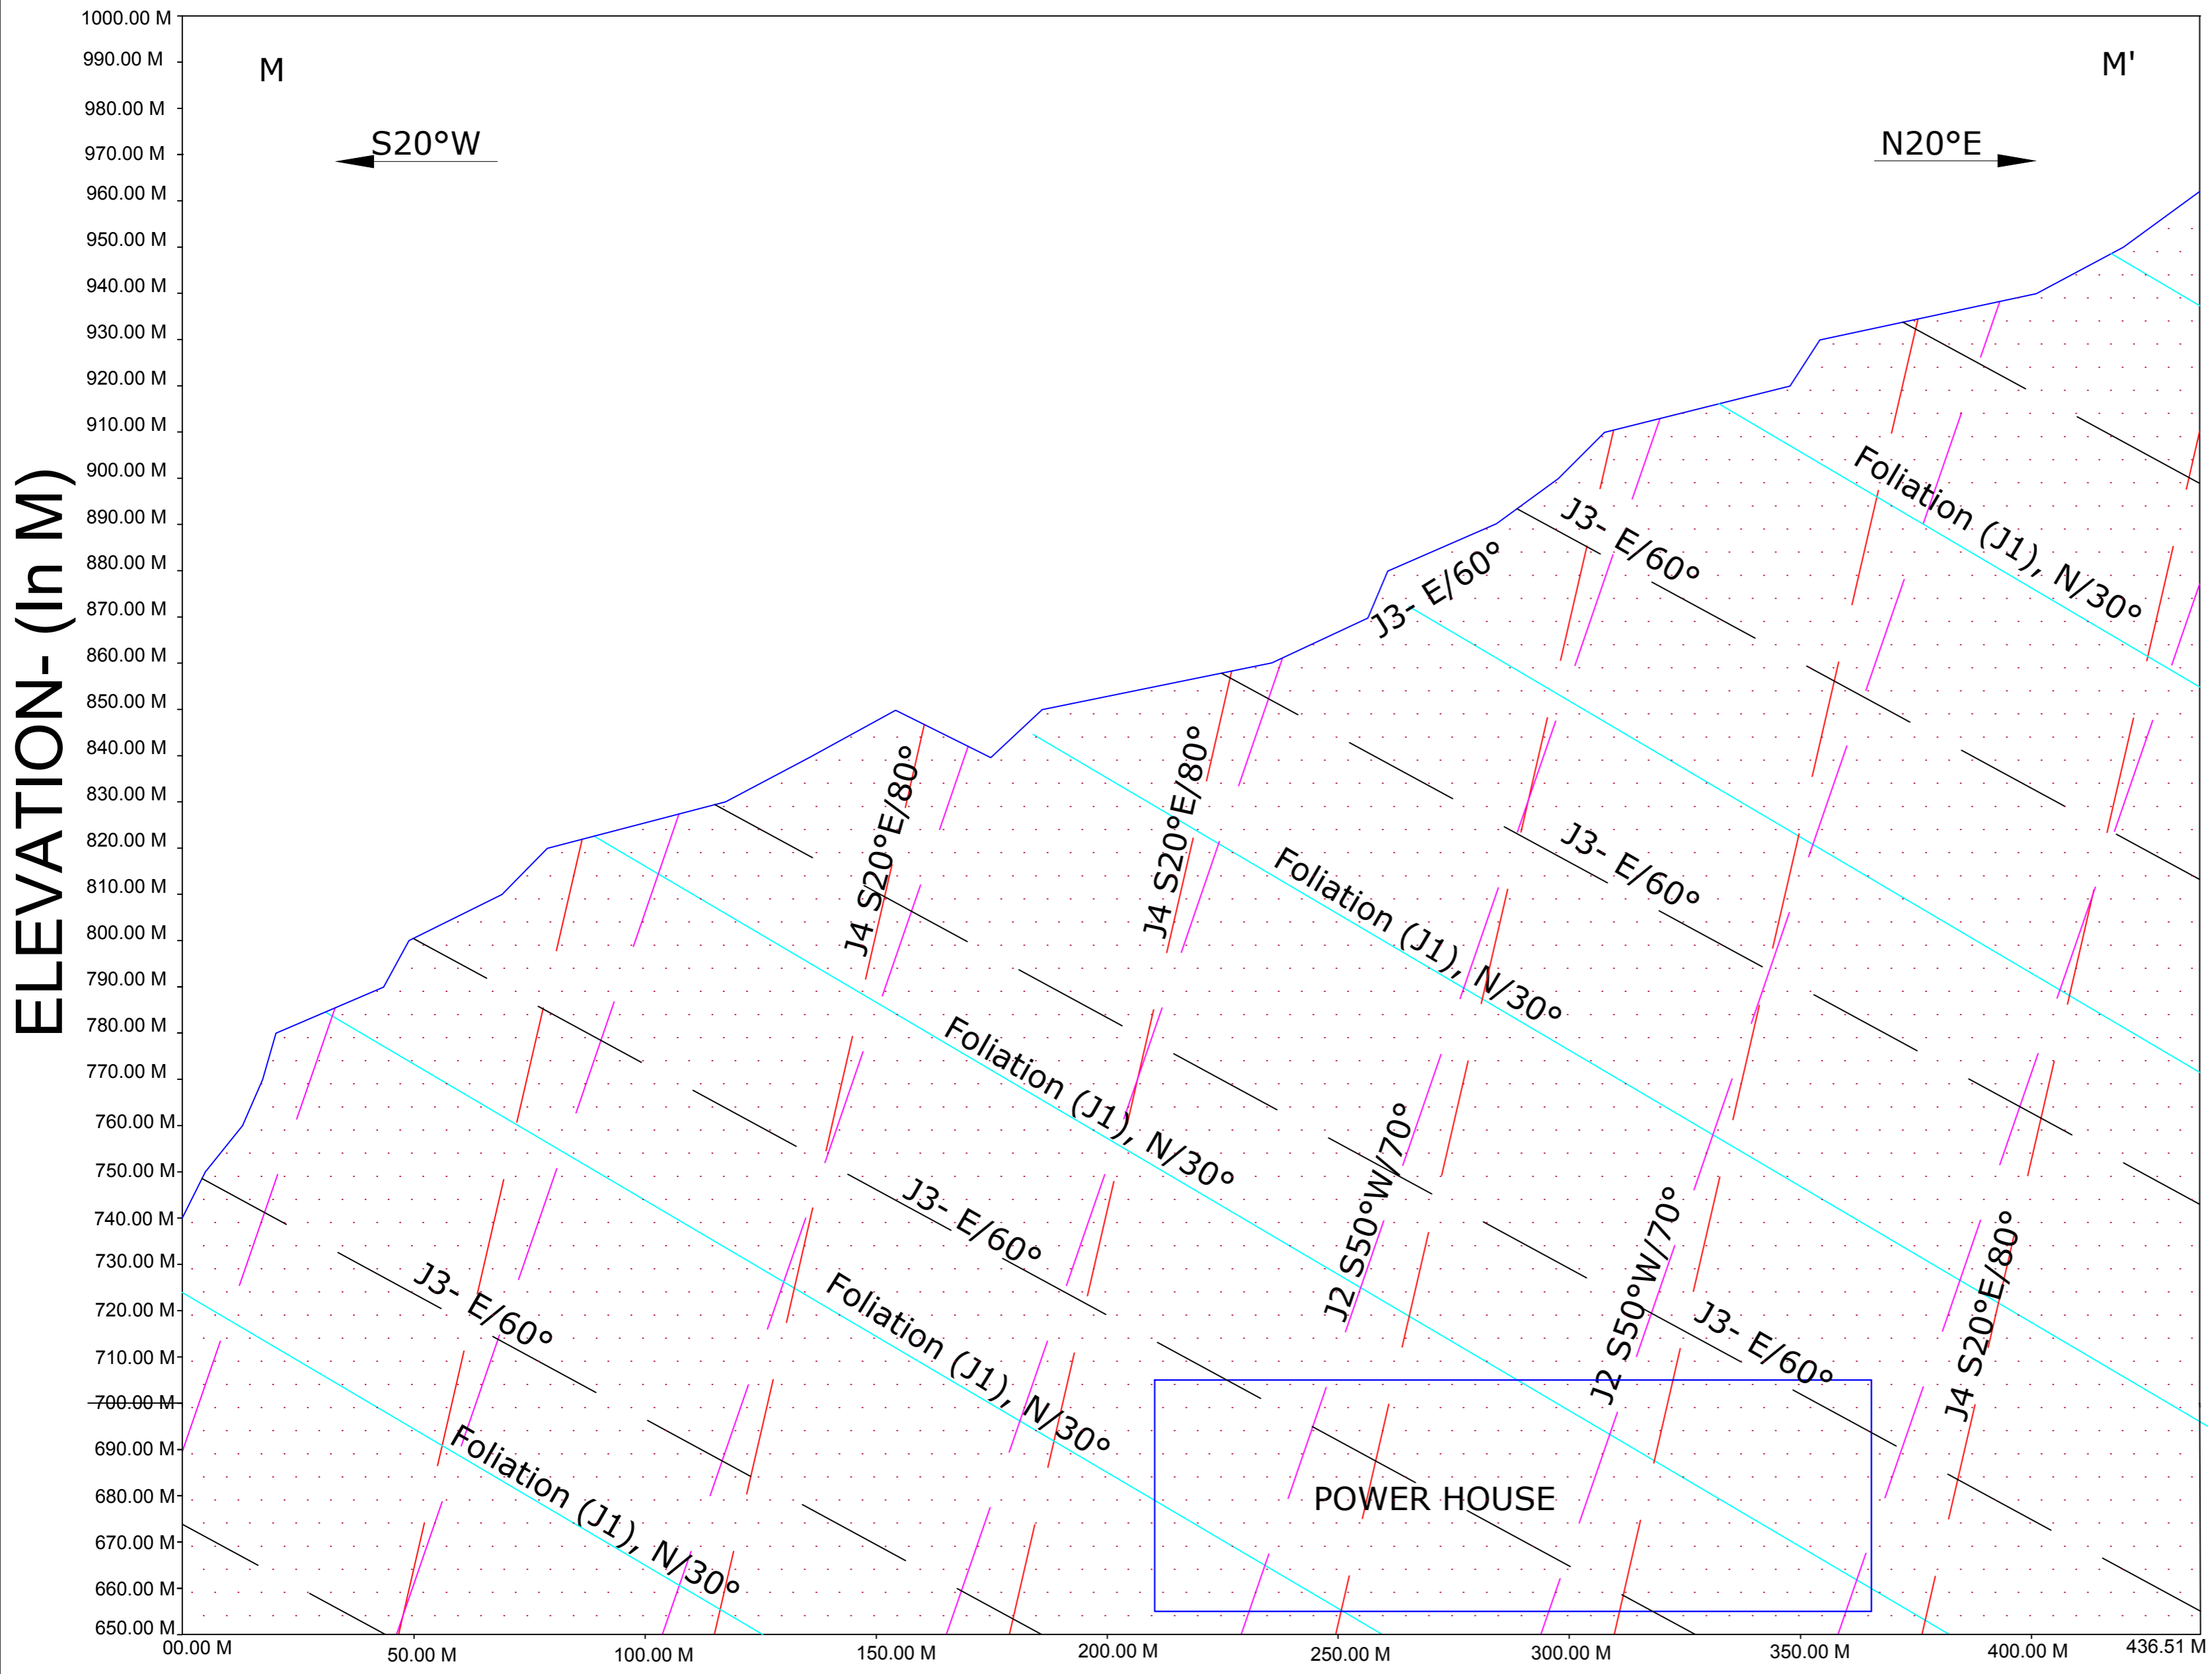 1000.00 M
990.00 M
980.00 M
970.00 M
960.00 M
950.00 M
940.00 M
930.00 M
920.00 M
910.00 M
900.00 M
890.00 M
880.00 M
870.00 M
860.00 M
850.00 M
840.00 M
830.00 M
820.00 M
810.00 M
800.00 M
790.00 M
780.00 M
770.00 M
760.00 M
750.00 M
740.00 M
730.00 M
720.00 M
710.00 M
700.00 M
690.00 M
680.00 M
670.00 M
660.00 M
650.00 M
ELEVATION- (In M)
M
M'
S20°W
N20°E
Foliation (J1), N/30°
J3- E/60°
J3- E/60°
J4 S20°E/80°
J4 S20°E/80°
J3- E/60°
Foliation (J1), N/30°
Foliation (J1), N/30°
J2 S50°W/70°
J3- E/60°
J2 S50°W/70°
J4 S20°E/80°
J3- E/60°
Foliation (J1), N/30°
J3- E/60°
Foliation (J1), N/30°
POWER HOUSE
00.00 M
50.00 M
100.00 M
150.00 M
200.00 M
250.00 M
300.00 M
350.00 M
400.00 M
436.51 M